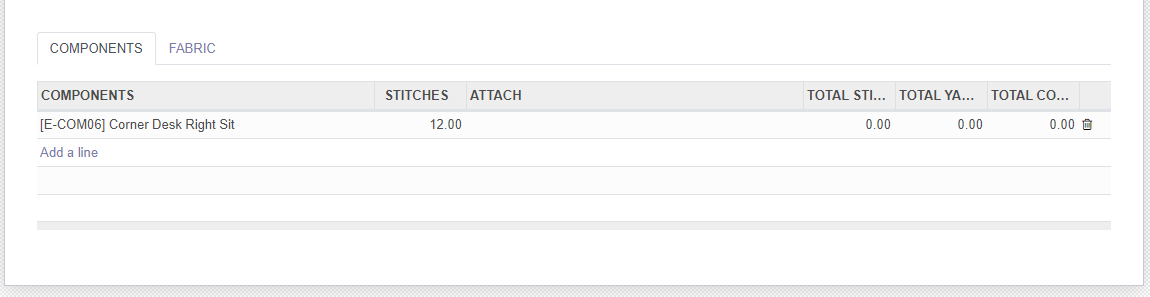 COMPONENTS FABRIC
COMPONENTS STITCHES ATTACH TOTAL STI... TOTAL YA... TOTAL CO...
[E-COM06] Corner Desk Right Sit 12.00 0.00 0.00 0.00
Add a line